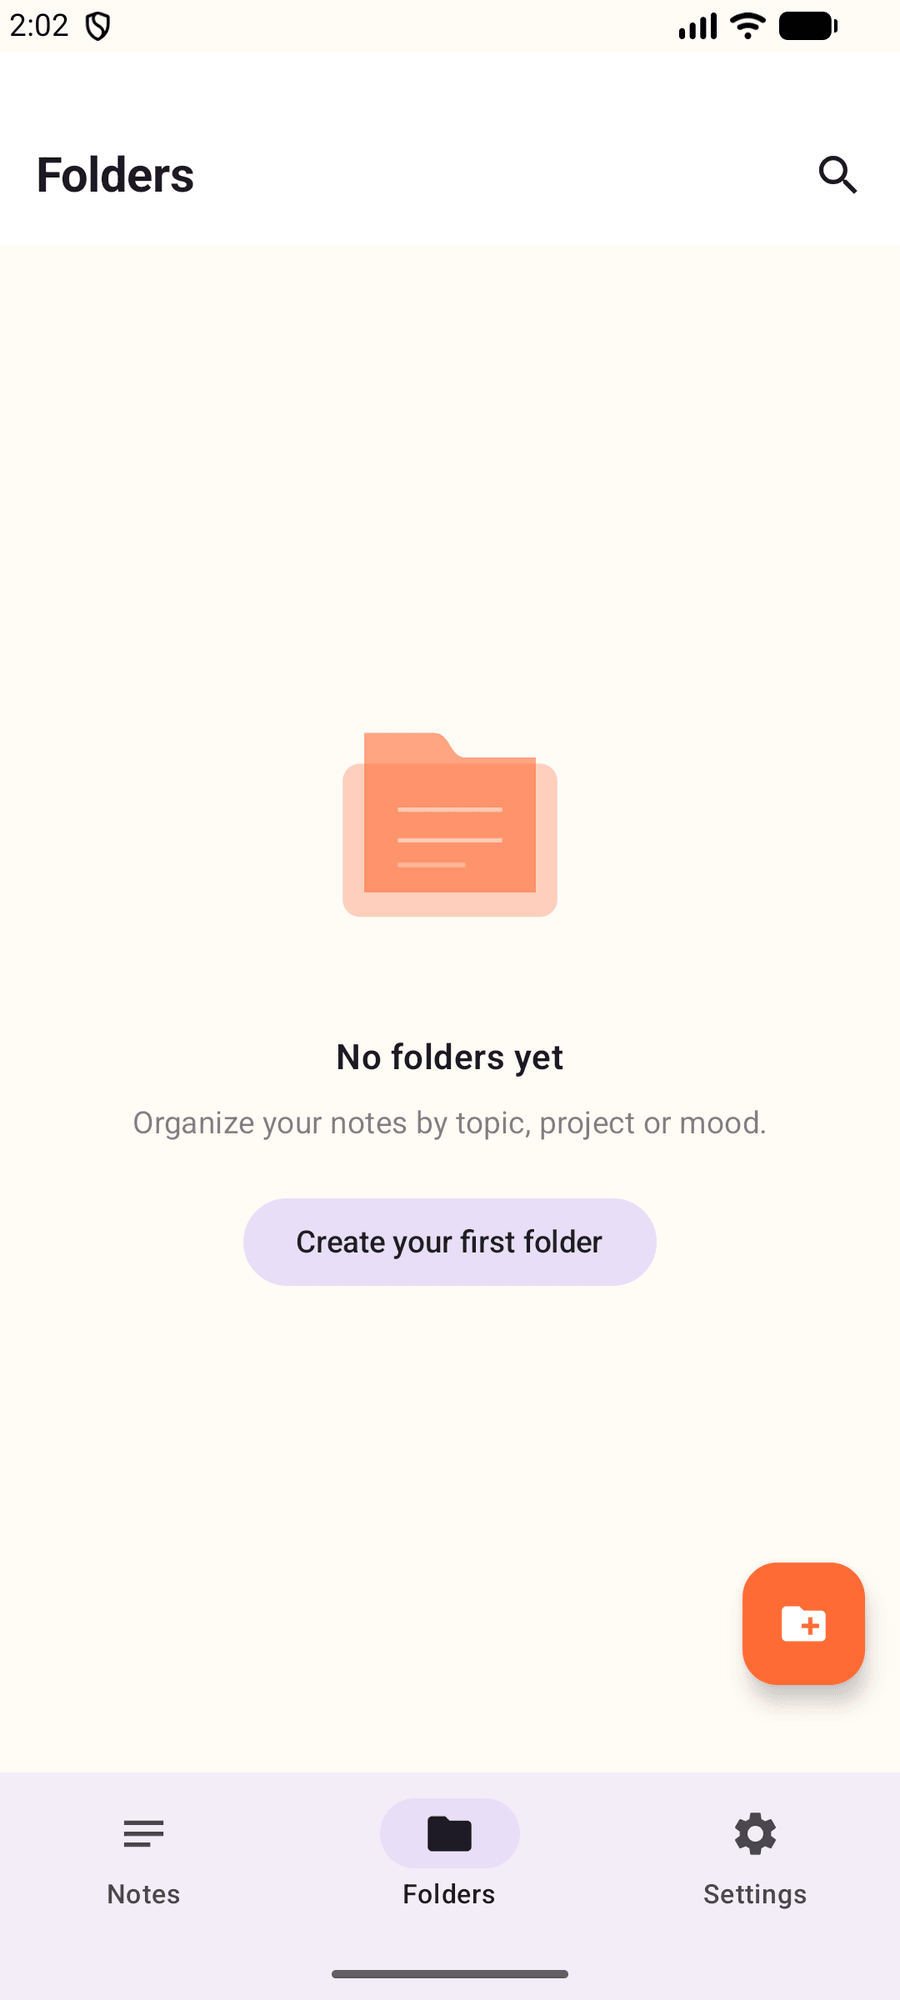 2:02
Folders
No folders yet
Organize your notes by topic, project or mood.
Create your first folder
Notes
Folders
Settings